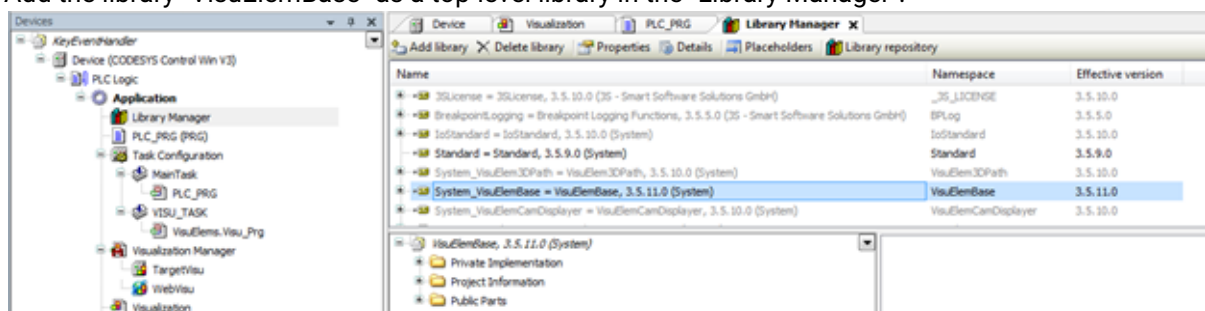 Add the library "VisuElemBase" as a top level library in the "Library Manager".
Devices
KeyEventHandler
Device (CODESYS Control Win V3)
PLC Logic
Application
Library Manager
PLC_PRG (PRG)
Task Configuration
MainTask
PLC_PRG
VISU_TASK
VisuElems.Visu_Prg
Visualization Manager
TargetVisu
WebVisu
Visualization
Device Visualization PLC_PRG Library Manager
Add library Delete library Properties Details Placeholders Library repository
Name Namespace Effective version
3SLicense = 3SLicense, 3.5.10.0 (3S - Smart Software Solutions GmbH) _3S_LICENSE 3.5.10.0
BreakpointLogging = Breakpoint Logging Functions, 3.5.5.0 (3S - Smart Software Solutions GmbH) BPLog 3.5.5.0
IoStandard = IoStandard, 3.5.10.0 (System) IoStandard 3.5.10.0
Standard = Standard, 3.5.9.0 (System) Standard 3.5.9.0
System_VisuElem3DPath = VisuElem3DPath, 3.5.10.0 (System) VisuElem3DPath 3.5.10.0
System_VisuElemBase = VisuElemBase, 3.5.11.0 (System) VisuElemBase 3.5.11.0
System_VisuElemCamDisplayer = VisuElemCamDisplayer, 3.5.10.0 (System) VisuElemCamDisplayer 3.5.10.0
VisuElemBase, 3.5.11.0 (System)
Private Implementation
Project Information
Public Parts